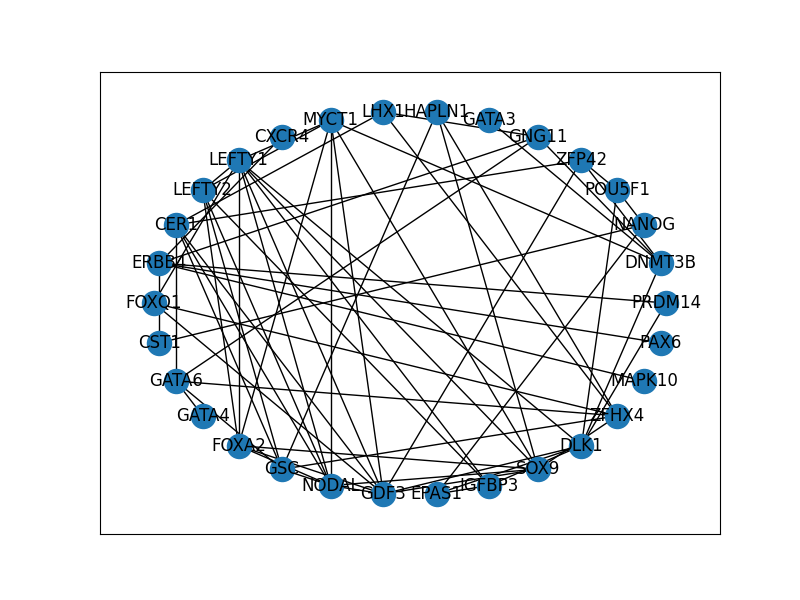 LHX1
HAPLN1
MYCT1
GATA3
CXCR4
GNG11
LEFTY1
ZFP42
LEFTY2
POU5F1
CER1
NANOG
DNMT3B
FOXQ1
PRDM14
CST1
PAX6
GATA6
MAPK10
GATA4
ZFHX4
FOXA2
DLK1
GSC
SOX9
NODAL
IGFBP3
GDF3
EPAS1